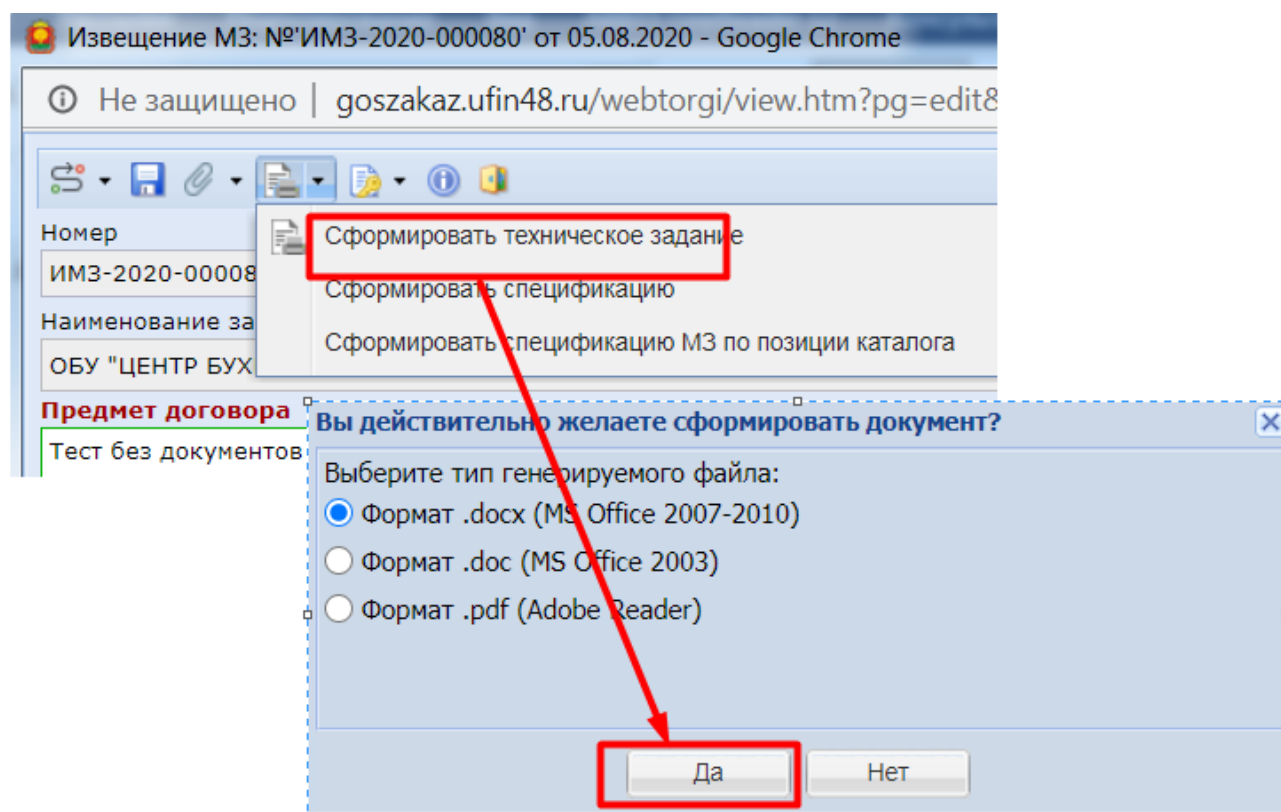 Извещение МЗ: №'ИМЗ-2020-000080' от 05.08.2020 - Google Chrome
Не защищено | goszakaz.ufin48.ru/webtorgi/view.htm?pg=edit&
Номер
ИМЗ-2020-00008
Сформировать техническое задание
Сформировать спецификацию
Наименование за
Сформировать спецификацию МЗ по позиции каталога
ОБУ "ЦЕНТР БУХ
Предмет договора
Тест без документов
Вы действительно желаете сформировать документ?
Выберите тип генерируемого файла:
Формат .docx (MS Office 2007-2010)
Формат .doc (MS Office 2003)
Формат .pdf (Adobe Reader)
Да
Нет